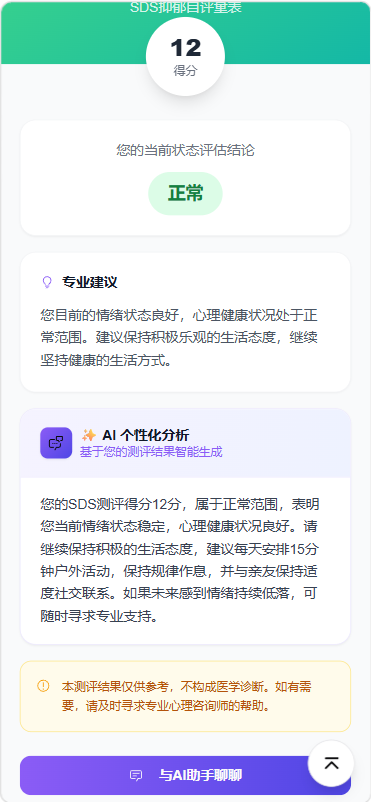 SDS抑郁自评量表
12
得分
您的当前状态评估结论
正常
专业建议
您目前的情绪状态良好，心理健康状况处于正
常范围。建议保持积极乐观的生活态度，继续
坚持健康的生活方式。
✨ AI 个性化分析
基于您的测评结果智能生成
您的SDS测评得分12分，属于正常范围，表明
您当前情绪状态稳定，心理健康状况良好。请
继续保持积极的生活态度，建议每天安排15分
钟户外活动，保持规律作息，并与亲友保持适
度社交联系。如果未来感到情绪持续低落，可
随时寻求专业支持。
本测评结果仅供参考，不构成医学诊断。如有需
要，请及时寻求专业心理咨询师的帮助。
与AI助手聊聊